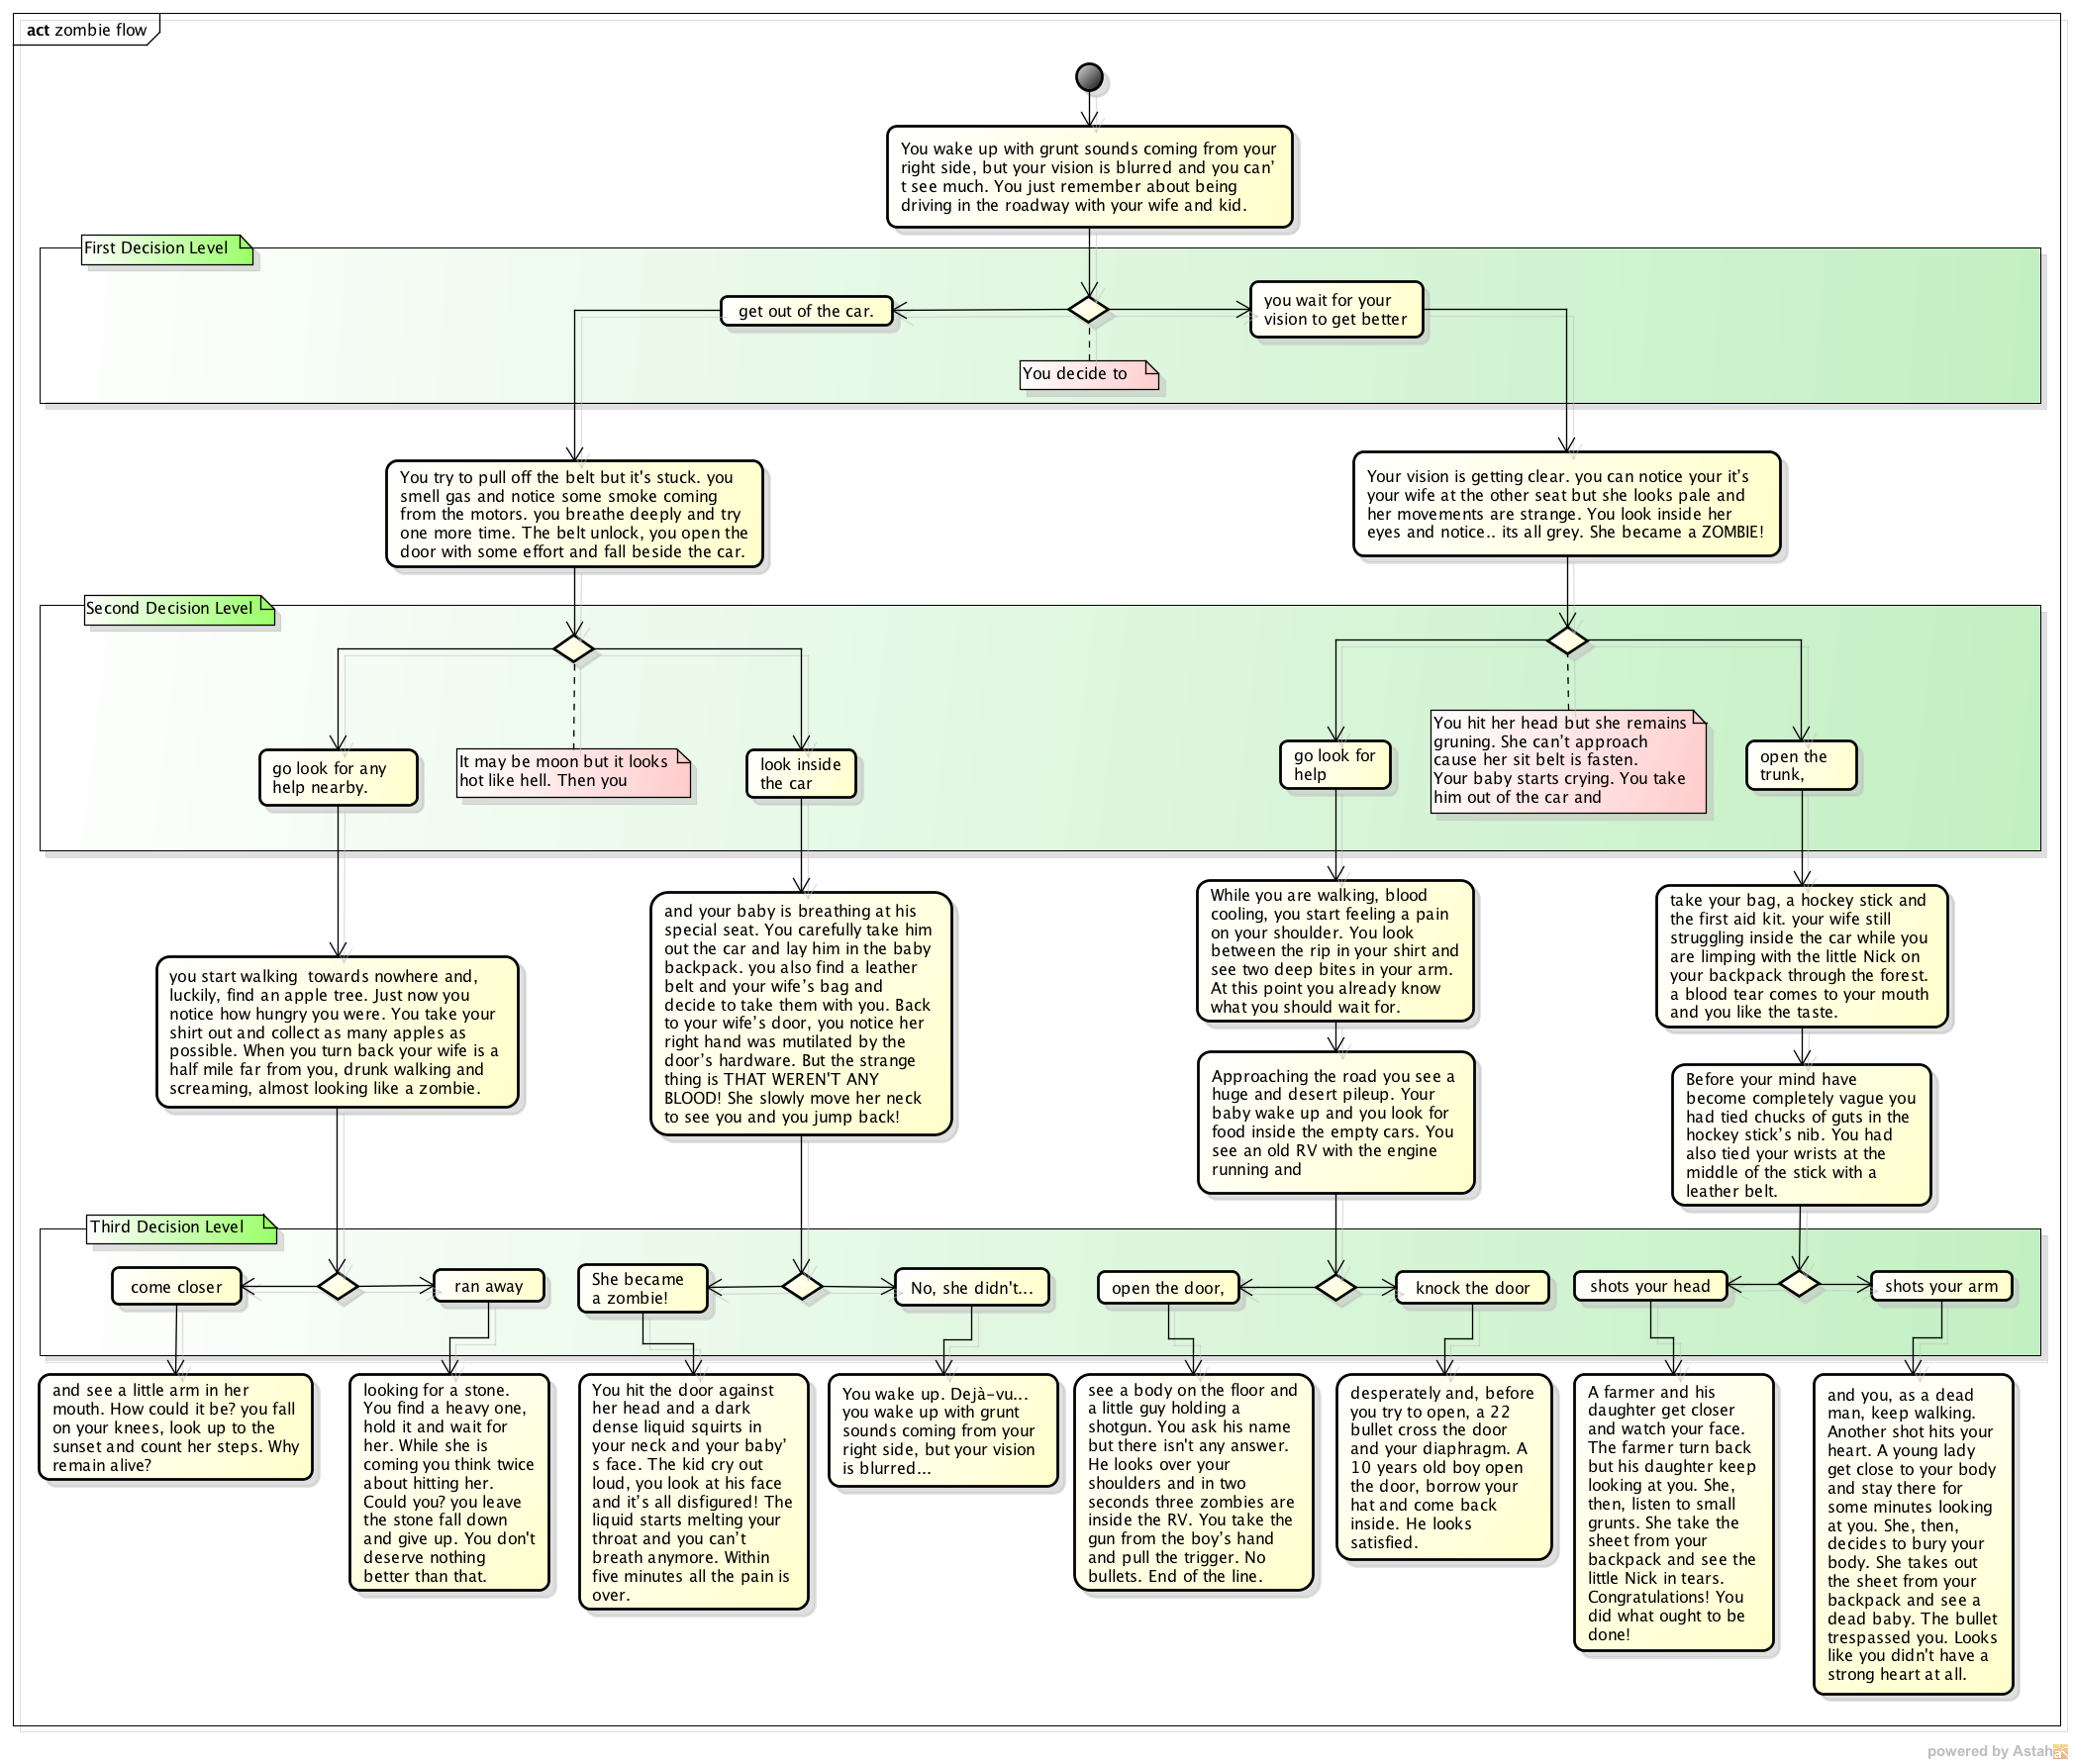 act zombie flow
You wake up with grunt sounds coming from your
right side, but your vision is blurred and you can’
t see much. You just remember about being
driving in the roadway with your wife and kid.
First Decision Level
get out of the car.
you wait for your
vision to get better
You decide to
You try to pull off the belt but it's stuck. you
smell gas and notice some smoke coming
from the motors. you breathe deeply and try
one more time. The belt unlock, you open the
door with some effort and fall beside the car.
Your vision is getting clear. you can notice your it’s
your wife at the other seat but she looks pale and
her movements are strange. You look inside her
eyes and notice.. its all grey. She became a ZOMBIE!
Second Decision Level
go look for any
help nearby.
It may be moon but it looks
hot like hell. Then you
look inside
the car
go look for
help
You hit her head but she remains
gruning. She can’t approach
cause her sit belt is fasten.
Your baby starts crying. You take
him out of the car and
open the
trunk,
you start walking  towards nowhere and,
luckily, find an apple tree. Just now you
notice how hungry you were. You take your
shirt out and collect as many apples as
possible. When you turn back your wife is a
half mile far from you, drunk walking and
screaming, almost looking like a zombie.
and your baby is breathing at his
special seat. You carefully take him
out the car and lay him in the baby
backpack. you also find a leather
belt and your wife’s bag and
decide to take them with you. Back
to your wife’s door, you notice her
right hand was mutilated by the
door’s hardware. But the strange
thing is THAT WEREN'T ANY
BLOOD! She slowly move her neck
to see you and you jump back!
While you are walking, blood
cooling, you start feeling a pain
on your shoulder. You look
between the rip in your shirt and
see two deep bites in your arm.
At this point you already know
what you should wait for.
Approaching the road you see a
huge and desert pileup. Your
baby wake up and you look for
food inside the empty cars. You
see an old RV with the engine
running and
take your bag, a hockey stick and
the first aid kit. your wife still
struggling inside the car while you
are limping with the little Nick on
your backpack through the forest.
a blood tear comes to your mouth
and you like the taste.
Before your mind have
become completely vague you
had tied chucks of guts in the
hockey stick’s nib. You had
also tied your wrists at the
middle of the stick with a
leather belt.
Third Decision Level
come closer
ran away
She became
a zombie!
No, she didn't...
open the door,
knock the door
shots your head
shots your arm
and see a little arm in her
mouth. How could it be? you fall
on your knees, look up to the
sunset and count her steps. Why
remain alive?
looking for a stone.
You find a heavy one,
hold it and wait for
her. While she is
coming you think twice
about hitting her.
Could you? you leave
the stone fall down
and give up. You don't
deserve nothing
better than that.
You hit the door against
her head and a dark
dense liquid squirts in
your neck and your baby’
s face. The kid cry out
loud, you look at his face
and it’s all disfigured! The
liquid starts melting your
throat and you can’t
breath anymore. Within
five minutes all the pain is
over.
You wake up. Dejà-vu...
you wake up with grunt
sounds coming from your
right side, but your vision
is blurred...
see a body on the floor and
a little guy holding a
shotgun. You ask his name
but there isn't any answer.
He looks over your
shoulders and in two
seconds three zombies are
inside the RV. You take the
gun from the boy’s hand
and pull the trigger. No
bullets. End of the line.
desperately and, before
you try to open, a 22
bullet cross the door
and your diaphragm. A
10 years old boy open
the door, borrow your
hat and come back
inside. He looks
satisfied.
A farmer and his
daughter get closer
and watch your face.
The farmer turn back
but his daughter keep
looking at you. She,
then, listen to small
grunts. She take the
sheet from your
backpack and see the
little Nick in tears.
Congratulations! You
did what ought to be
done!
and you, as a dead
man, keep walking.
Another shot hits your
heart. A young lady
get close to your body
and stay there for
some minutes looking
at you. She, then,
decides to bury your
body. She takes out
the sheet from your
backpack and see a
dead baby. The bullet
trespassed you. Looks
like you didn't have a
strong heart at all.
powered by Astah